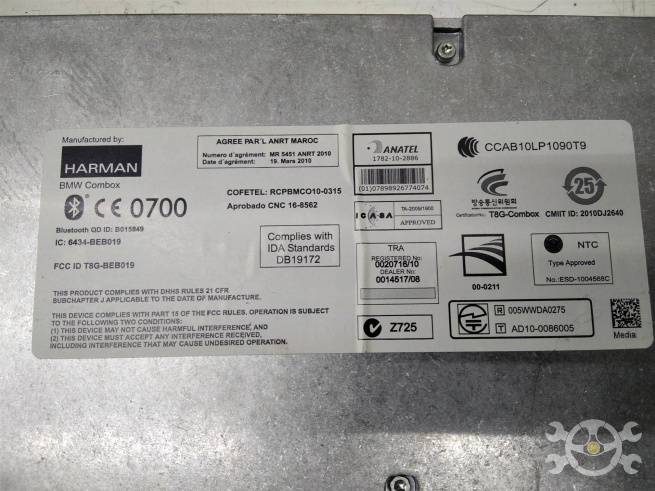 Manufactured by:
HARMAN
BMW Combox
CE 0700
Bluetooth QD ID: B015849
IC: 6434-BEB019
FCC ID T8G-BEB019
AGREE PAR'L ANRT MAROC
Numero d'agrément: MR 5451 ANRT 2010
Date d'agrément: 19. Mars 2010
COFETEL: RCPBMCO10-0315
Aprobado CNC 16-8562
Complies with
IDA Standards
DB19172
THIS PRODUCT COMPLIES WITH DHHS RULES 21 CFR
SUBCHAPTER J APPLICABLE TO THE DATE OF MANUFACTURE.
THIS DEVICE COMPLIES WITH PART 15 OF THE FCC RULES. OPERATION IS SUBJECT
TO THE FOLLOWING TWO CONDITIONS:
(1) THIS DEVICE MAY NOT CAUSE HARMFUL INTERFERENCE, AND
(2) THIS DEVICE MUST ACCEPT ANY INTERFERENCE RECEIVED,
INCLUDING INTERFERENCE THAT MAY CAUSE UNDESIRED OPERATION.
ANATEL
1782-10-2886
(01)07898926774074
ICASA
TA-2009/1600
APPROVED
TRA
REGISTERED No:
0020718/10
DEALER No:
0014517/08
Z725
CCAB10LP1090T9
방송통신위원회
25
T8G-Combox
CMIIT ID: 2010DJ2640
00-0211
NTC
Type Approved
No.:ESD-1004568C
R 005WWDA0275
T AD10-0086005
Media